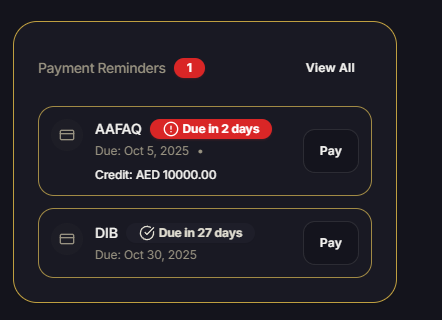 Payment Reminders 1 View All
AAFAQ Due in 2 days
Due: Oct 5, 2025 •
Credit: AED 10000.00
Pay
DIB Due in 27 days
Due: Oct 30, 2025
Pay